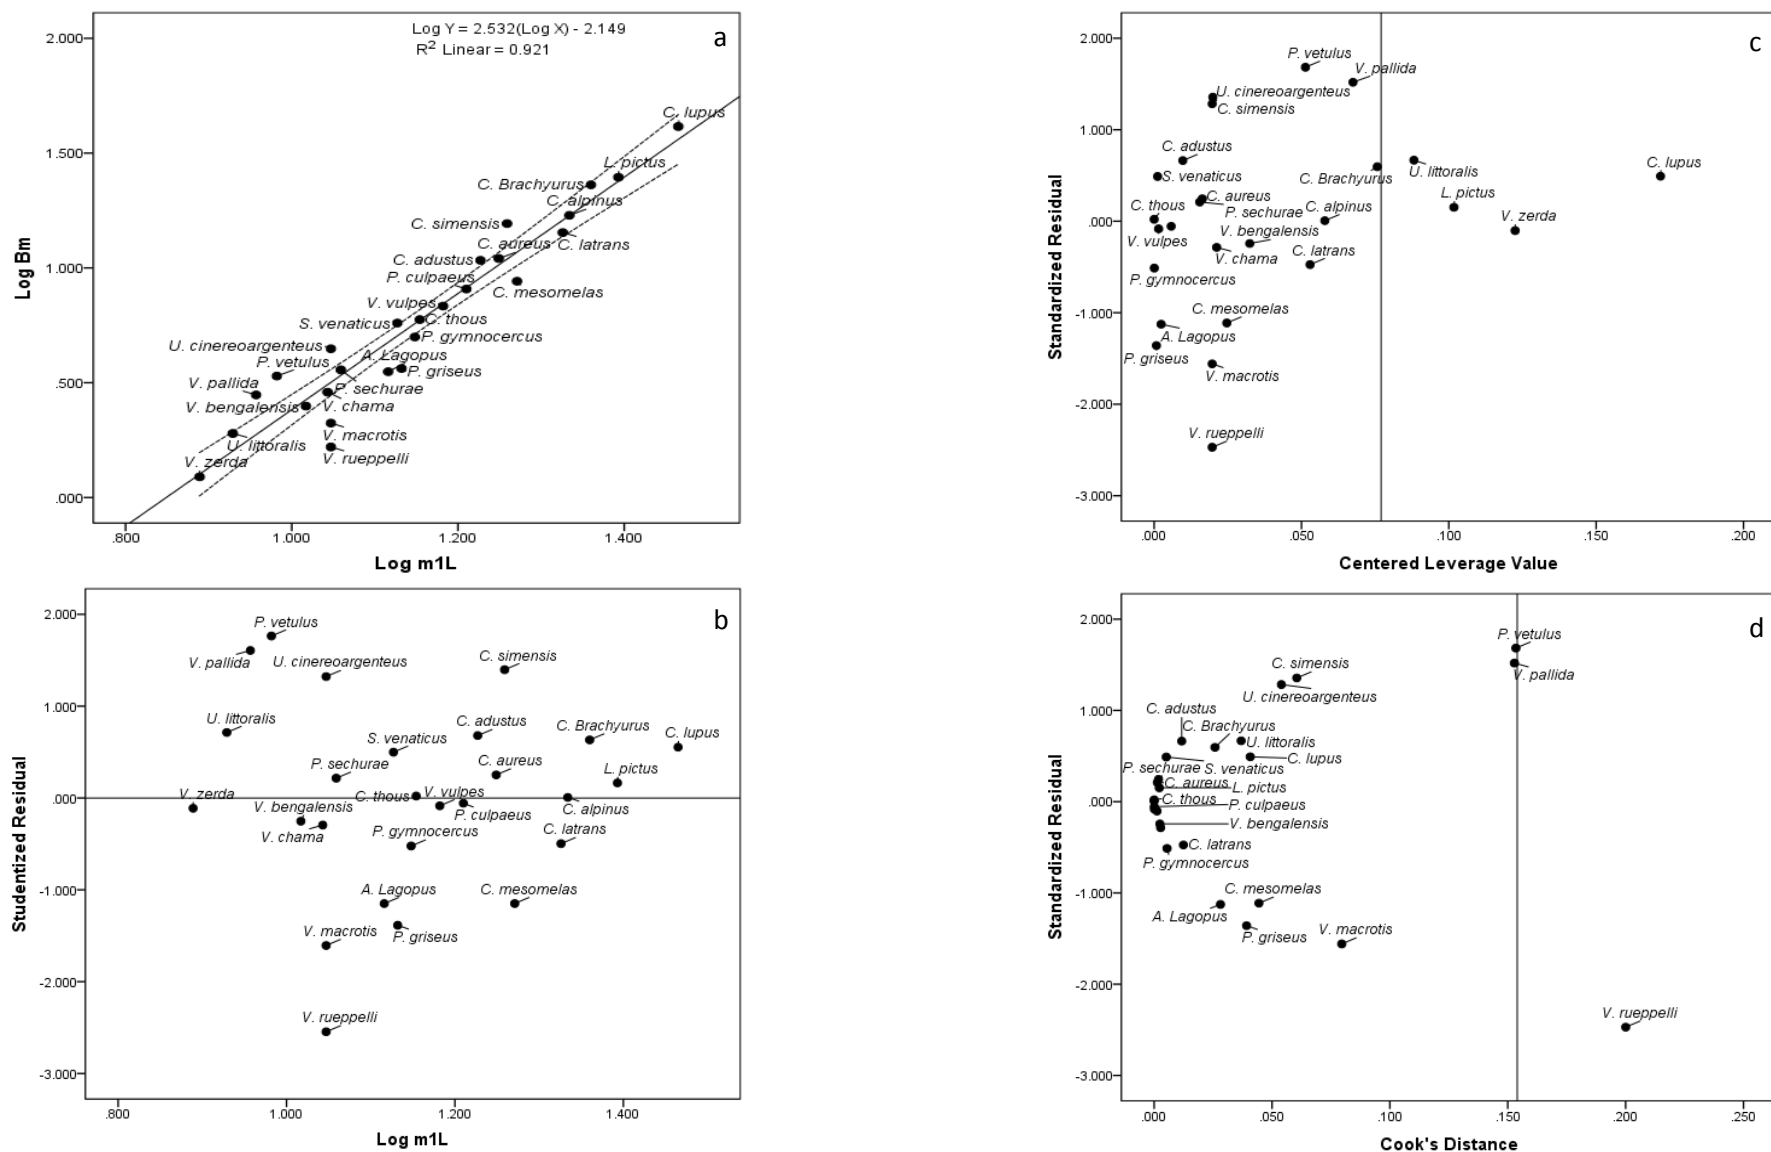 Log Y = 2.532(Log X) - 2.149
R² Linear = 0.921
a
2.000
1.500
1.000
.500
.000
Log Bm
C. lupus
L. pictus
C. Brachyurus
C. alpinus
C. simensis
C. aureus
C. latrans
C. adustus
P. culpaeus
C. mesomelas
V. vulpes
S. venaticus
C. thous
U. cinereoargenteus
P. gymnocercus
A. Lagopus
P. vetulus
P. griseus
V. pallida
P. sechurae
V. bengalensis
V. chama
V. macrotis
U. littoralis
V. rueppelli
V. zerda
.800
1.000
1.200
1.400
Log m1L
c
2.000
1.000
.000
-1.000
-2.000
-3.000
Standardized Residual
P. vetulus
V. pallida
U. cinereoargenteus
C. simensis
C. adustus
S. venaticus
C. Brachyurus
U. littoralis
C. lupus
C. aureus
L. pictus
C. thous
P. sechurae
C. alpinus
V. zerda
V. bengalensis
V. vulpes
V. chama
C. latrans
P. gymnocercus
C. mesomelas
A. Lagopus
P. griseus
V. macrotis
V. rueppelli
.000
.050
.100
.150
.200
Centered Leverage Value
b
2.000
1.000
.000
-1.000
-2.000
-3.000
Studentized Residual
P. vetulus
V. pallida
U. cinereoargenteus
C. simensis
U. littoralis
C. adustus
C. Brachyurus
C. lupus
S. venaticus
P. sechurae
C. aureus
L. pictus
V. zerda
C. thous
V. vulpes
V. bengalensis
P. culpaeus
C. alpinus
V. chama
P. gymnocercus
C. latrans
A. Lagopus
C. mesomelas
V. macrotis
P. griseus
V. rueppelli
.800
1.000
1.200
1.400
Log m1L
d
2.000
1.000
.000
-1.000
-2.000
-3.000
Standardized Residual
P. vetulus
V. pallida
C. simensis
U. cinereoargenteus
C. adustus
C. Brachyurus
U. littoralis
C. lupus
P. sechurae
S. venaticus
C. aureus
L. pictus
C. thous
P. culpaeus
V. bengalensis
C. latrans
P. gymnocercus
C. mesomelas
A. Lagopus
P. griseus
V. macrotis
V. rueppelli
.000
.050
.100
.150
.200
.250
Cook's Distance